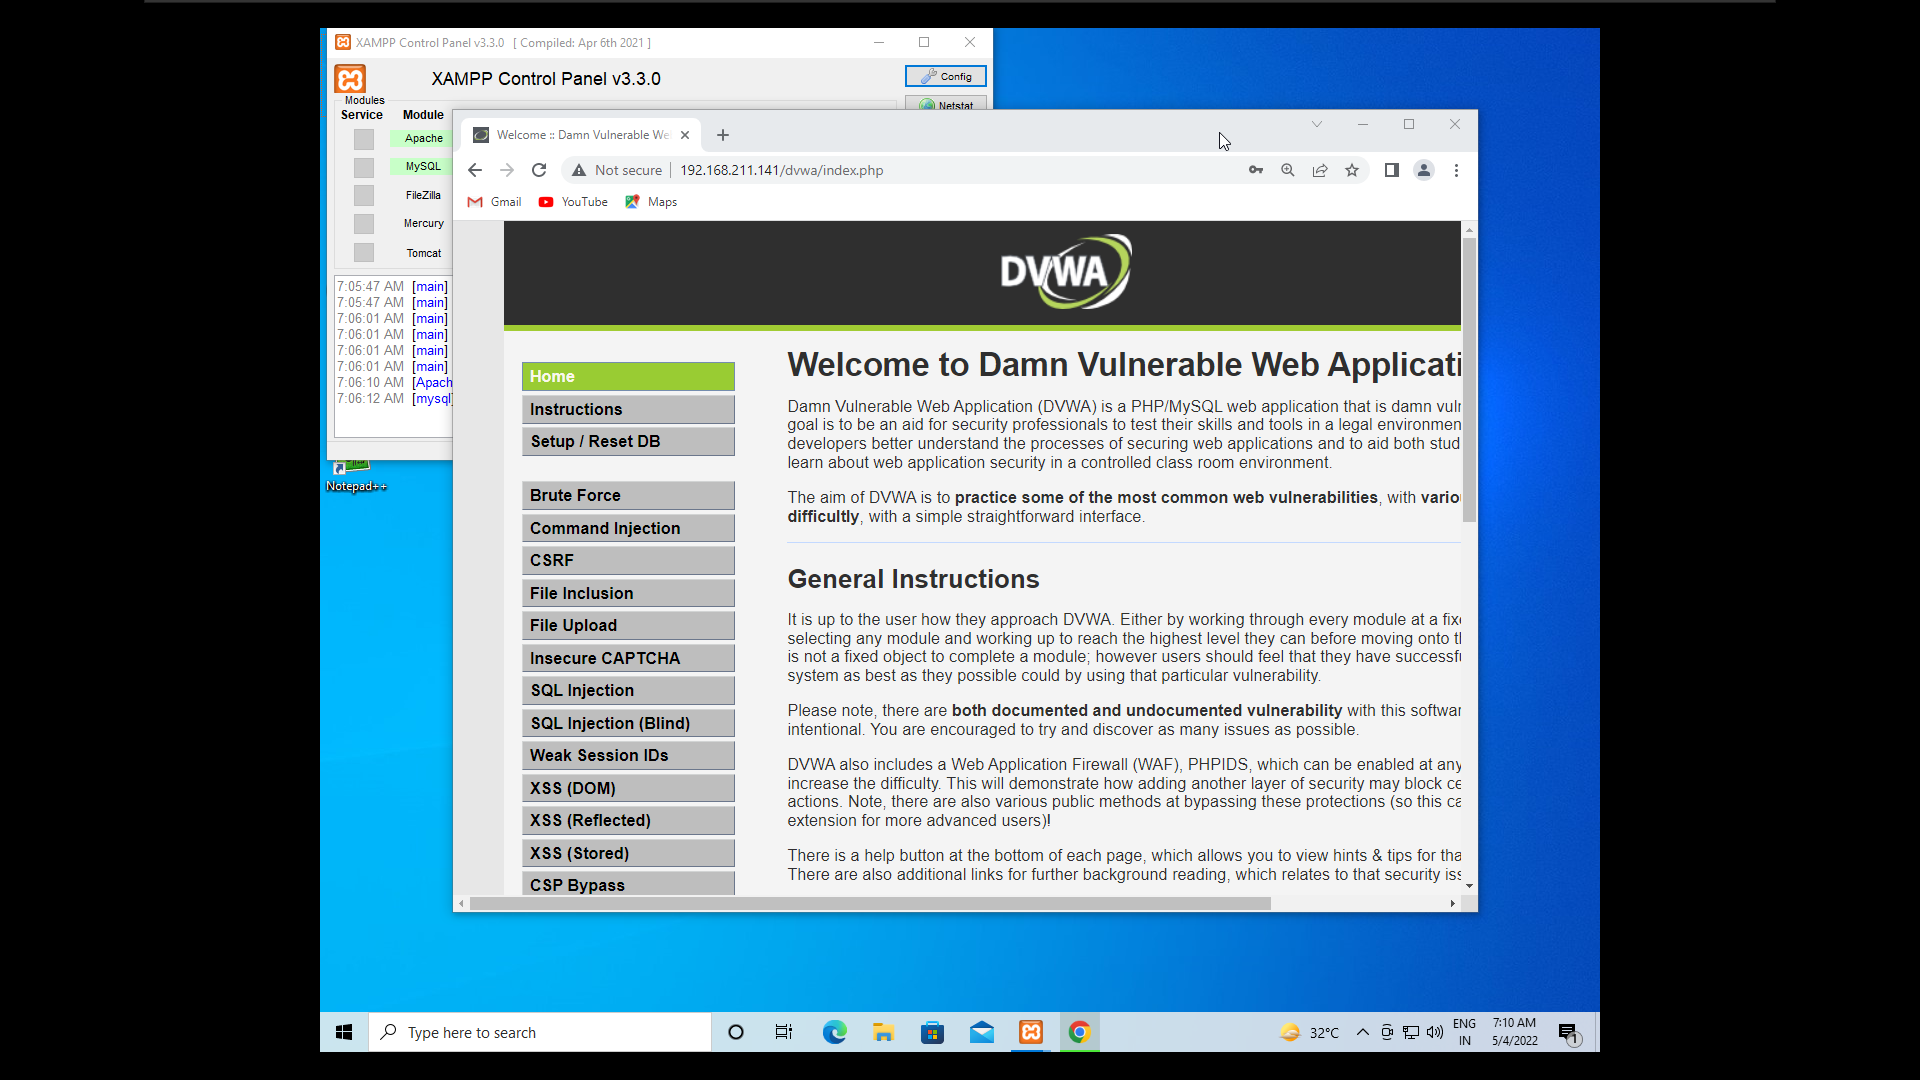 XAMPP Control Panel v3.3.0 [ Compiled: Apr 6th 2021 ]
XAMPP Control Panel v3.3.0
Config
Netstat
Modules
Service Module
Apache
MySQL
FileZilla
Mercury
Tomcat
7:05:47 AM [main]
7:05:47 AM [main]
7:06:01 AM [main]
7:06:01 AM [main]
7:06:01 AM [main]
7:06:01 AM [main]
7:06:10 AM [Apach
7:06:12 AM [mysql]
Notepad++
Welcome :: Damn Vulnerable We
Not secure 192.168.211.141/dvwa/index.php
Gmail YouTube Maps
DVWA
Home
Instructions
Setup / Reset DB
Brute Force
Command Injection
CSRF
File Inclusion
File Upload
Insecure CAPTCHA
SQL Injection
SQL Injection (Blind)
Weak Session IDs
XSS (DOM)
XSS (Reflected)
XSS (Stored)
CSP Bypass
Welcome to Damn Vulnerable Web Applicati
Damn Vulnerable Web Application (DVWA) is a PHP/MySQL web application that is damn vuln
goal is to be an aid for security professionals to test their skills and tools in a legal environmen
developers better understand the processes of securing web applications and to aid both stud
learn about web application security in a controlled class room environment.
The aim of DVWA is to practice some of the most common web vulnerabilities, with vario
difficultly, with a simple straightforward interface.
General Instructions
It is up to the user how they approach DVWA. Either by working through every module at a fixe
selecting any module and working up to reach the highest level they can before moving onto th
is not a fixed object to complete a module; however users should feel that they have successfu
system as best as they possible could by using that particular vulnerability.
Please note, there are both documented and undocumented vulnerability with this softwar
intentional. You are encouraged to try and discover as many issues as possible.
DVWA also includes a Web Application Firewall (WAF), PHPIDS, which can be enabled at any
increase the difficulty. This will demonstrate how adding another layer of security may block ce
actions. Note, there are also various public methods at bypassing these protections (so this ca
extension for more advanced users)!
There is a help button at the bottom of each page, which allows you to view hints & tips for tha
There are also additional links for further background reading, which relates to that security iss
Type here to search
32°C
ENG
IN
7:10 AM
5/4/2022
1